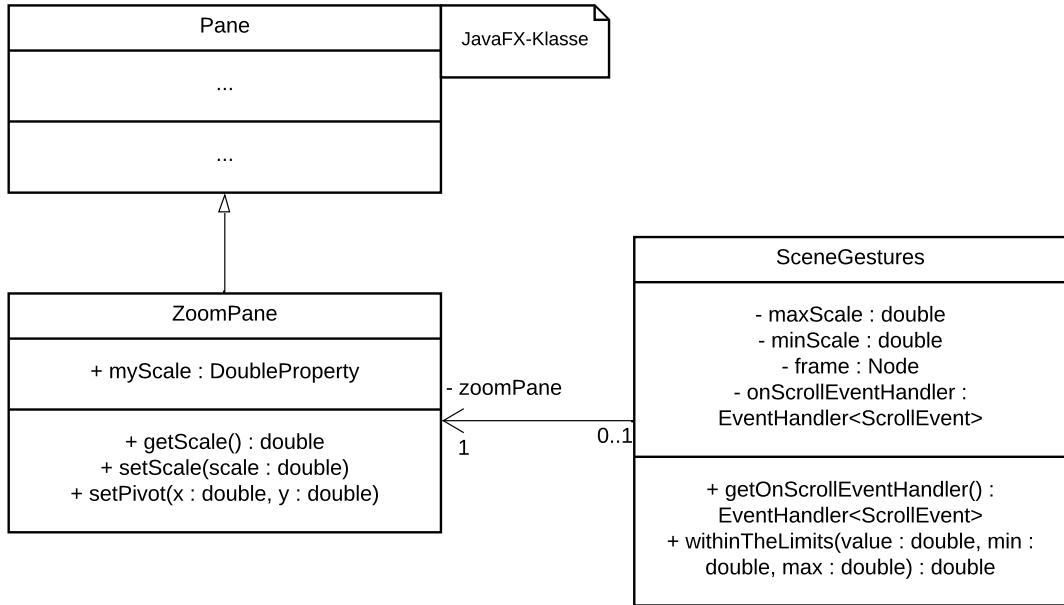 Pane
JavaFX-Klasse
...
...
ZoomPane
+ myScale : DoubleProperty
+ getScale() : double
+ setScale(scale : double)
+ setPivot(x : double, y : double)
- zoomPane
1
0..1
SceneGestures
- maxScale : double
- minScale : double
- frame : Node
- onScrollEventHandler :
EventHandler<ScrollEvent>
+ getOnScrollEventHandler() :
EventHandler<ScrollEvent>
+ withinTheLimits(value : double, min :
double, max : double) : double